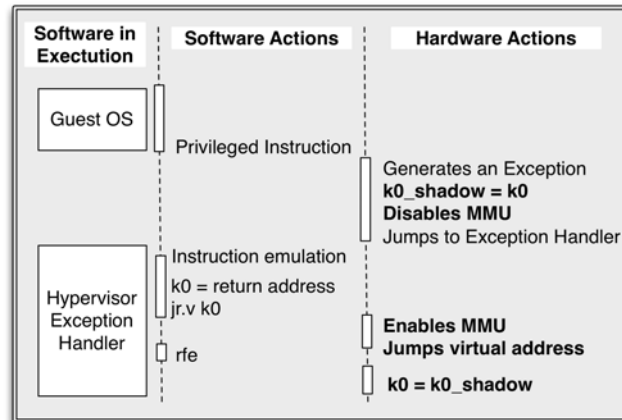 Software in
Exectution
Software Actions
Hardware Actions
Guest OS
Privileged Instruction
Generates an Exception
k0_shadow = k0
Disables MMU
Jumps to Exception Handler
Hypervisor
Exception
Handler
Instruction emulation
k0 = return address
jr.v k0
Enables MMU
Jumps virtual address
rfe
k0 = k0_shadow